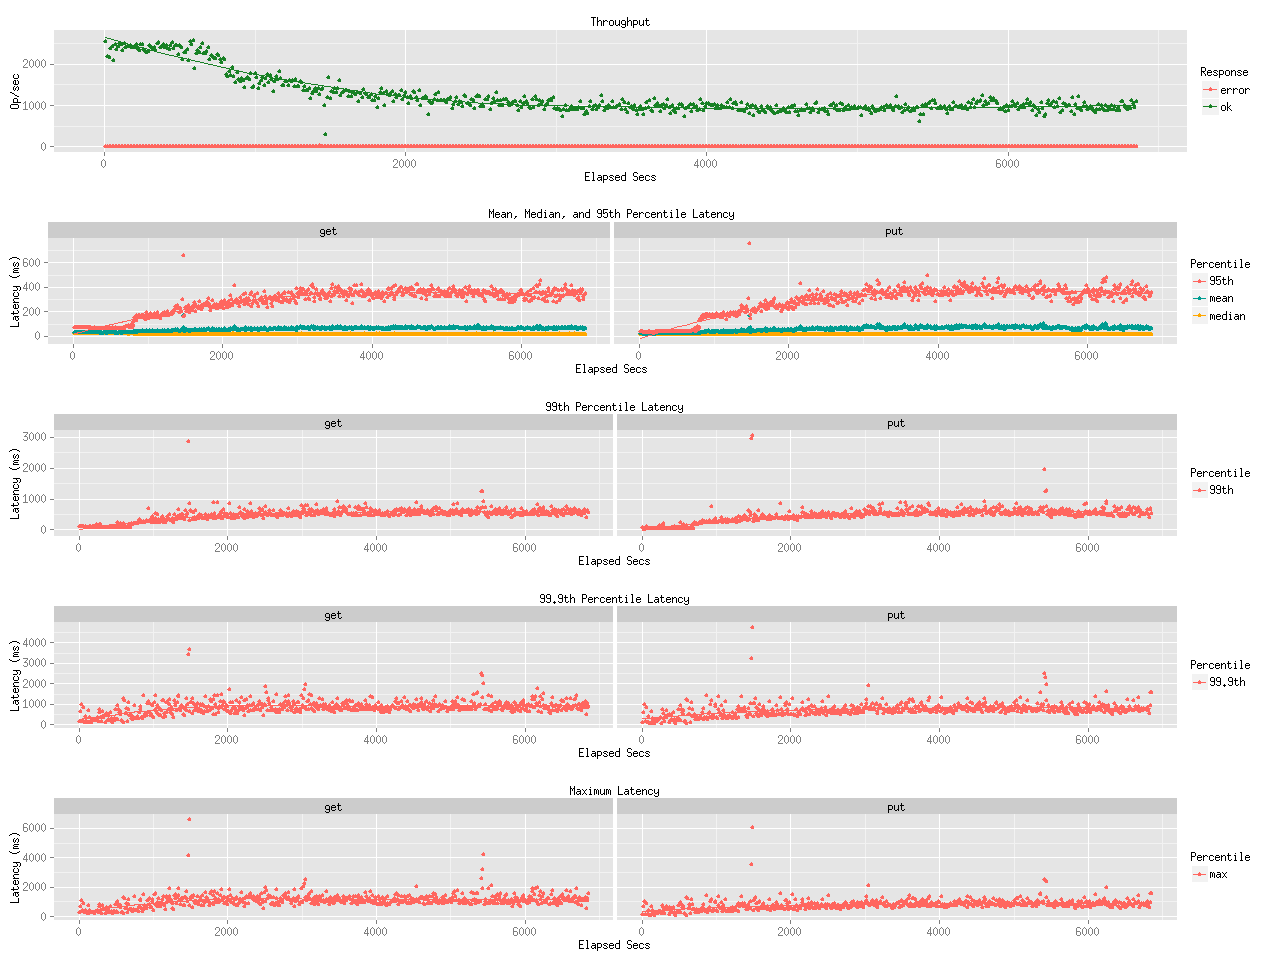 Throughput
Op/sec
2000
1000
0
0 2000 4000 6000
Elapsed Secs
Response
error
ok
Mean, Median, and 95th Percentile Latency
get put
Latency (ms)
600
400
200
0
0 2000 4000 6000 0 2000 4000 6000
Elapsed Secs
Percentile
95th
mean
median
99th Percentile Latency
get put
Latency (ms)
3000
2000
1000
0
0 2000 4000 6000 0 2000 4000 6000
Elapsed Secs
Percentile
99th
99.9th Percentile Latency
get put
Latency (ms)
4000
3000
2000
1000
0
0 2000 4000 6000 0 2000 4000 6000
Elapsed Secs
Percentile
99.9th
Maximum Latency
get put
Latency (ms)
6000
4000
2000
0
0 2000 4000 6000 0 2000 4000 6000
Elapsed Secs
Percentile
max